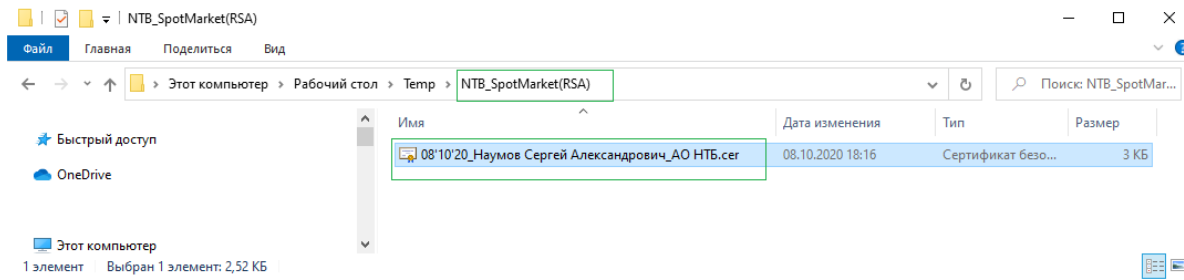 NTB_SpotMarket(RSA)
Файл Главная Поделиться Вид
Этот компьютер > Рабочий стол > Temp > NTB_SpotMarket(RSA) Поиск: NTB_SpotMar...
Имя Дата изменения Тип Размер
Быстрый доступ
08'10'20_Наумов Сергей Александрович_АО НТБ.cer 08.10.2020 18:16 Сертификат безо... 3 КБ
OneDrive
Этот компьютер
1 элемент Выбран 1 элемент: 2,52 КБ